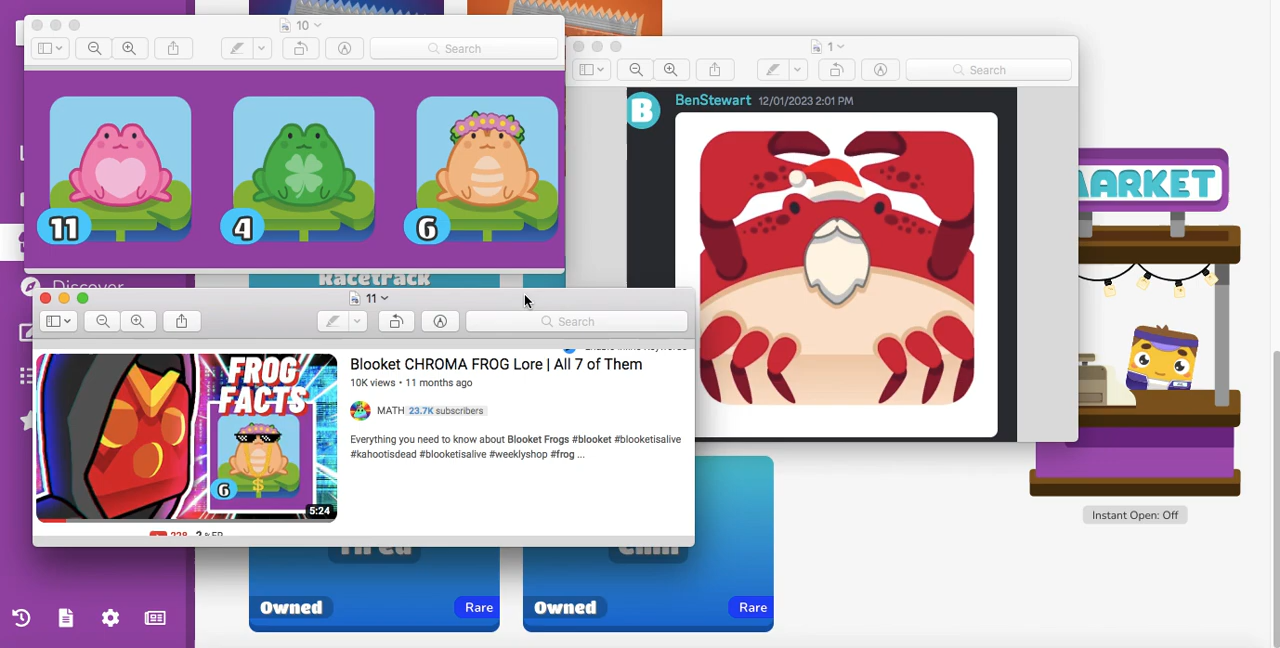 10
Search
11
4
6
1
Search
B
BenStewart 12/01/2023 2:01 PM
ARKET
Racetrack
Discover
11
Search
FROG
FACTS
6
$
5:24
Blooket CHROMA FROG Lore | All 7 of Them
10K views • 11 months ago
MATH 23.7K subscribers
Everything you need to know about Blooket Frogs #blooket #blooketisalive
#kahootisdead #blooketisalive #weeklyshop #frog ...
Tired
Chill
Owned
Rare
Owned
Rare
Instant Open: Off